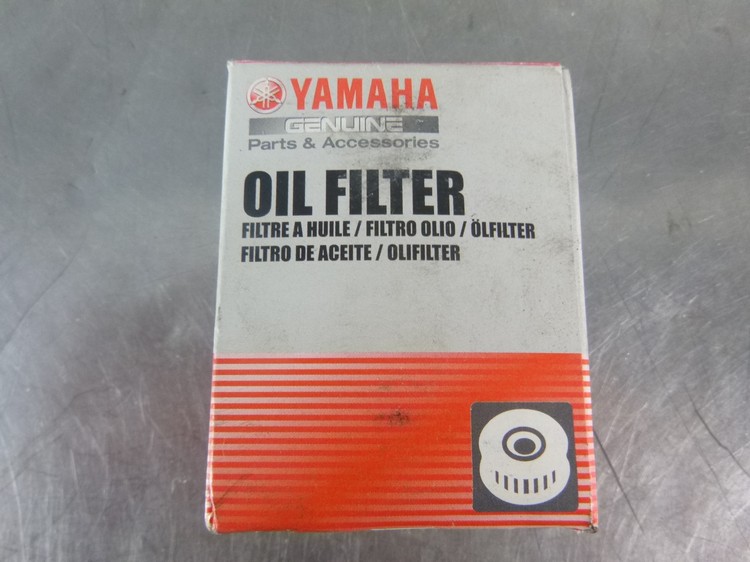 YAMAHA
GENUINE
Parts & Accessories
OIL FILTER
FILTRE A HUILE / FILTRO OLIO / ÖLFILTER
FILTRO DE ACEITE / OLIFILTER